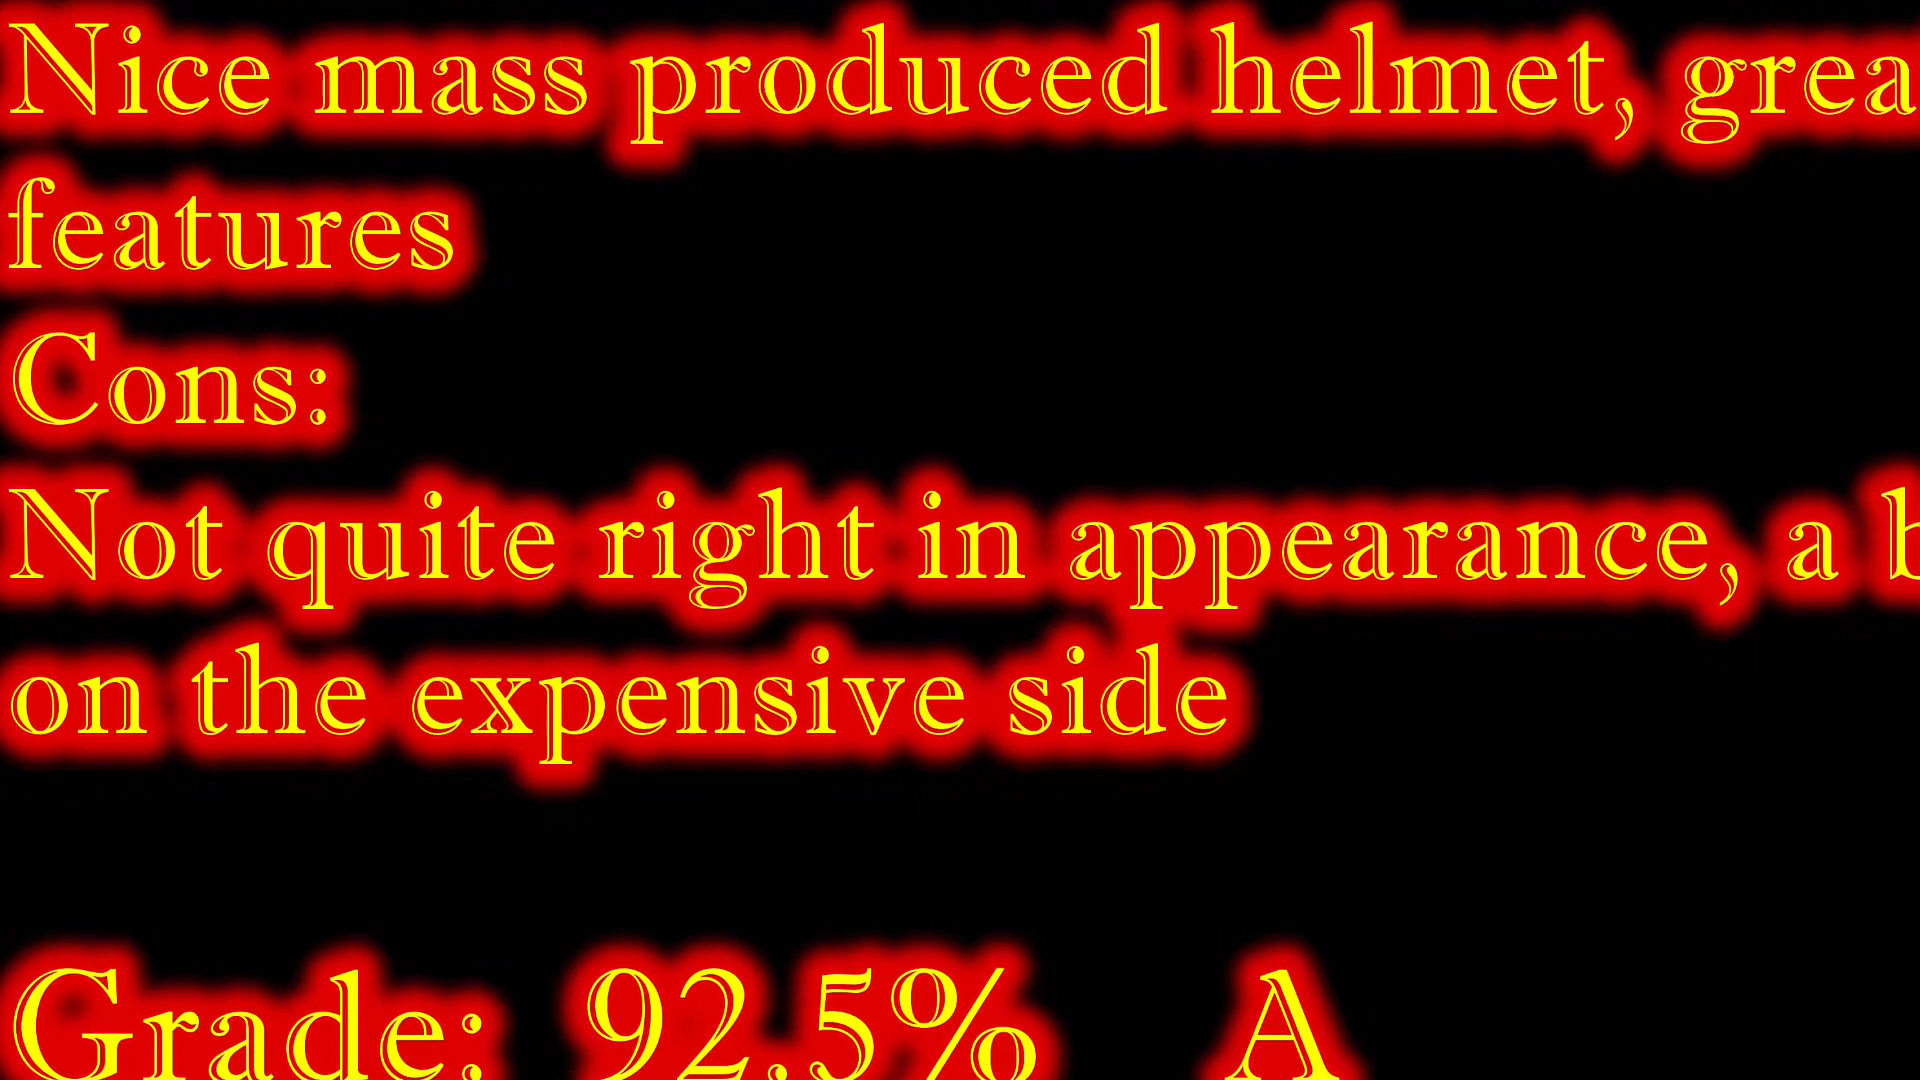 Nice mass produced helmet, grea
features
Cons:
Not quite right in appearance, a b
on the expensive side
Grade: 92.5% A